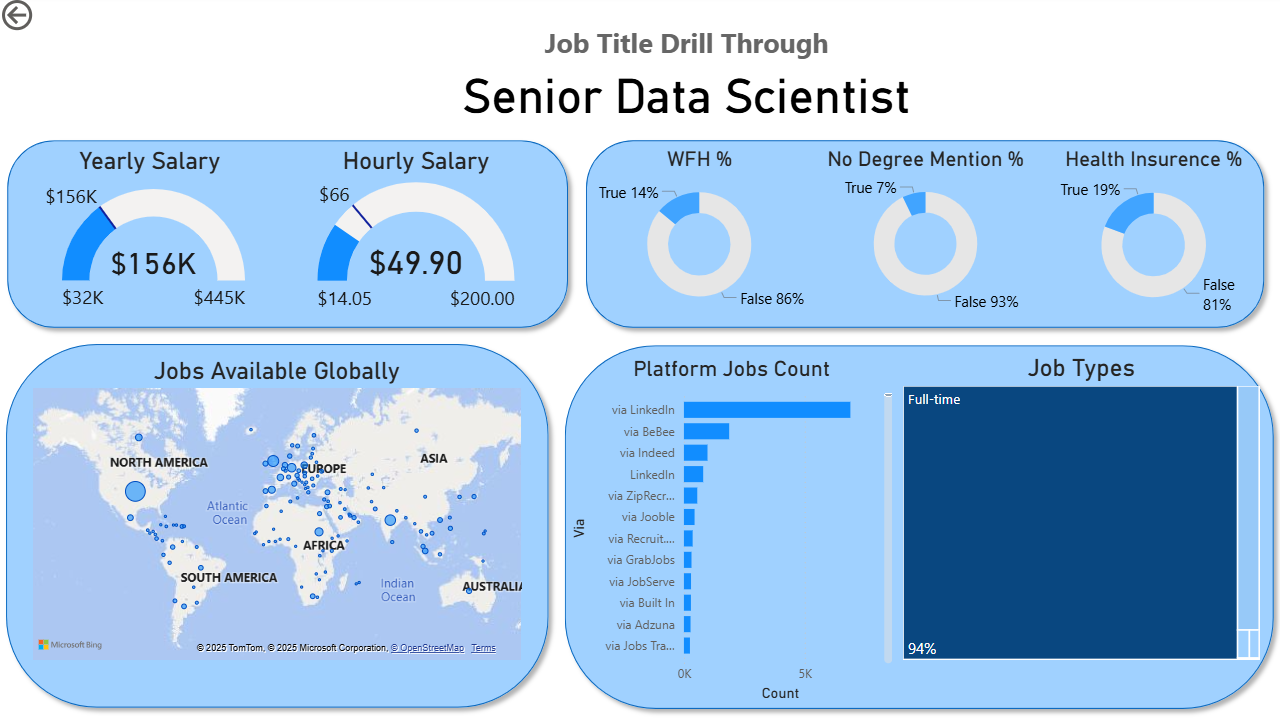 Job Title Drill Through
Senior Data Scientist
Yearly Salary
$156K
$156K
$32K
$445K
Hourly Salary
$66
$49.90
$14.05
$200.00
WFH %
True 14%
False 86%
No Degree Mention %
True 7%
False 93%
Health Insurence %
True 19%
False
81%
Jobs Available Globally
NORTH AMERICA
EUROPE
ASIA
Atlantic
Ocean
AFRICA
SOUTH AMERICA
Indian
Ocean
AUSTRALIA
Microsoft Bing
© 2025 TomTom, © 2025 Microsoft Corporation, © OpenStreetMap Terms
Platform Jobs Count
Via
via LinkedIn
via BeBee
via Indeed
LinkedIn
via ZipRecr...
via Jooble
via Recruit....
via GrabJobs
via JobServe
via Built In
via Adzuna
via Jobs Tra...
0K
5K
Count
Job Types
Full-time
94%